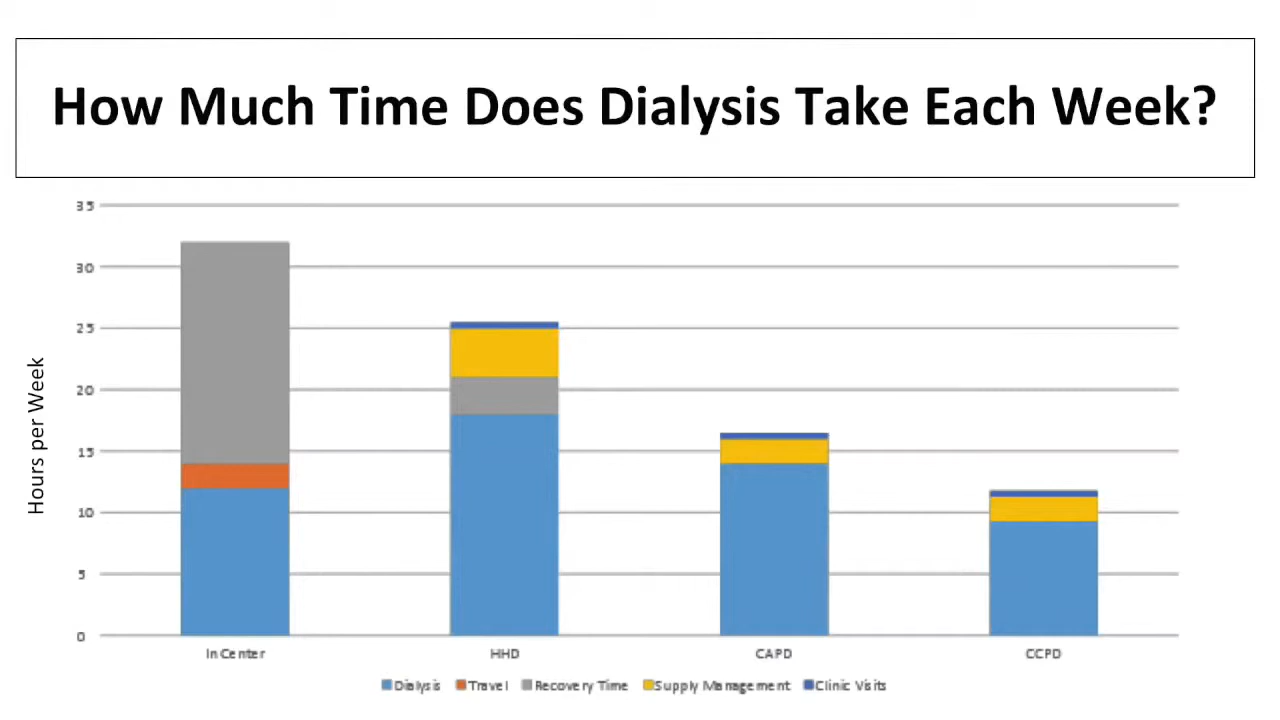 How Much Time Does Dialysis Take Each Week?
35
30
25
20
15
10
5
0
Hours per Week
In Center HHD CAPD CCPD
Dialysis Travel Recovery Time Supply Management Clinic Visits